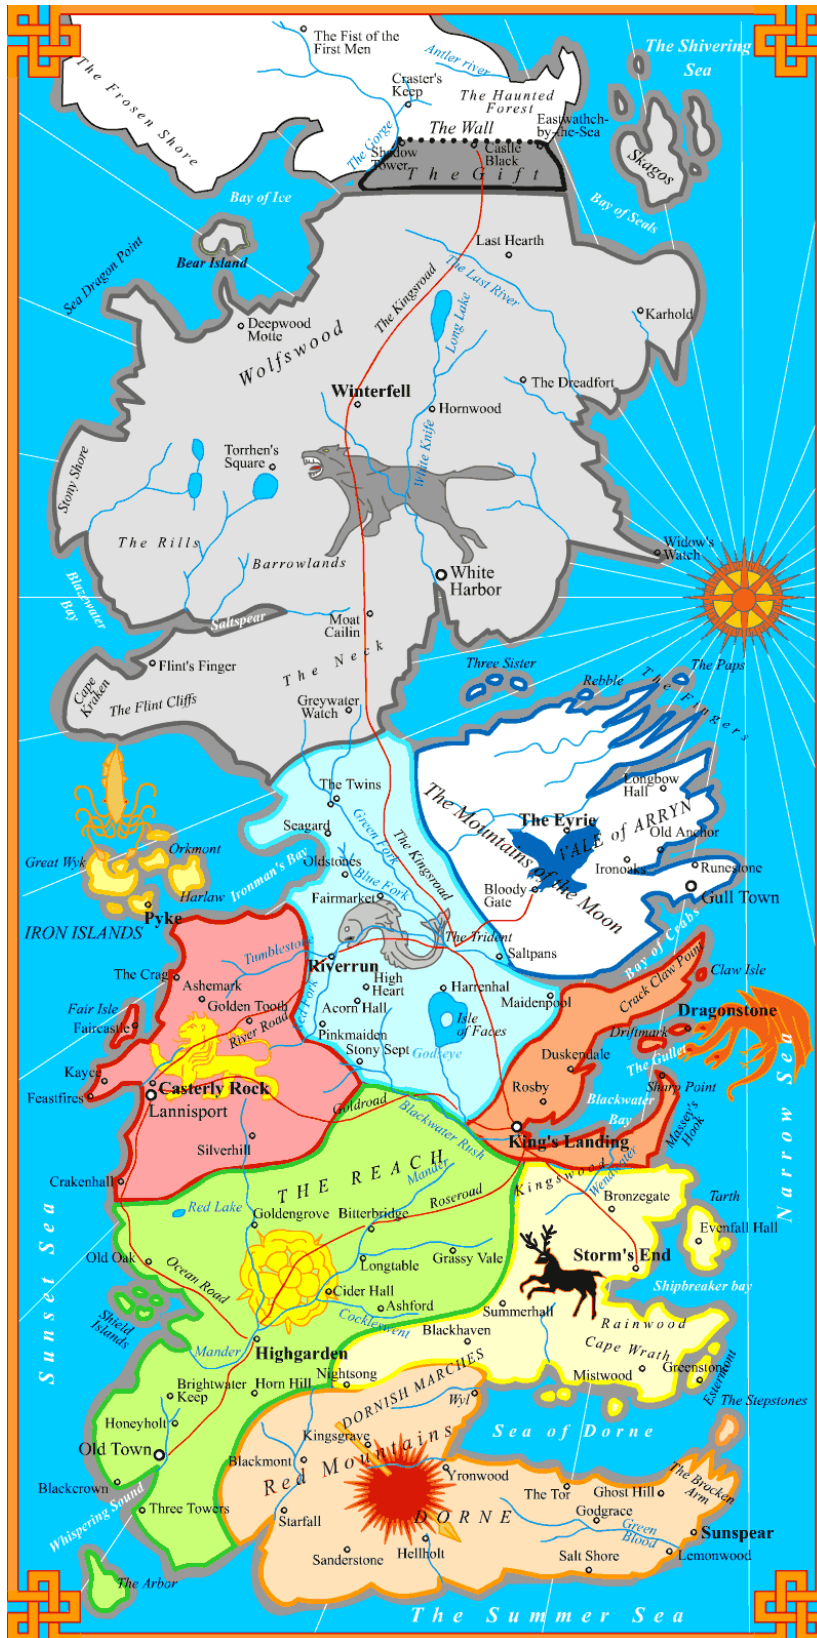 The Fist of the
First Men
Antler river
The Shivering
Sea
The Frosen Shore
Craster's
Keep
The Haunted
Forest
Eastwathch-
by-the-Sea
The Wall
The Gorge
Shadow
Tower
Castle
Black
The Gift
Skagos
Bay of Ice
Bay of Seals
Bear Island
Sea Dragon Point
Last Hearth
The Last River
The Kingsroad
Long Lake
Karhold
Deepwood
Motte
Wolfswood
Winterfell
The Dreadfort
Hornwood
Stony Shore
Torrhen's
Square
White Knife
The Rills
Barrowlands
Widow's
Watch
White
Harbor
Blazewater
Bay
Saltspear
Moat
Cailin
The Neck
Flint's Finger
Cape
Kraken
The Flint Cliffs
Greywater
Watch
Three Sister
Rebble
The Paps
The Fingers
The Twins
Seagard
Green Fork
The Kingsroad
Longbow
Hall
The Eyrie
VALE of ARRYN
Old Anchor
The Mountains of the Moon
Ironoaks
Runestone
Gull Town
Bloody
Gate
Great Wyk
Orkmont
Harlaw
Pyke
IRON ISLANDS
Ironman's Bay
Oldstones
Blue Fork
Fairmarket
The Trident
Saltpans
Bay of Crabs
Tumblestone
Riverrun
The Crag
Ashemark
Golden Tooth
River Road
Red Fork
High
Heart
Acorn Hall
Harrenhal
Maidenpool
Crack Claw Point
Claw Isle
Dragonstone
Driftmark
Fair Isle
Faircastle
Pinkmaiden
Stony Sept
Isle
of Faces
Godseye
Duskendale
The Gullet
Sharp Point
Kayce
Feastfires
Casterly Rock
Lannisport
Goldroad
Rosby
Blackwater
Bay
Massey's
Hook
Blackwater Rush
King's Landing
Narrow Sea
Silverhill
Crakenhall
THE REACH
Mander
Kingswood
Wendwater
Red Lake
Goldengrove
Bitterbridge
Roseroad
Bronzegate
Tarth
Evenfall Hall
Old Oak
Ocean Road
Longtable
Grassy Vale
Storm's End
Shipbreaker bay
Sunset Sea
Shield
Islands
Cider Hall
Ashford
Cockleswent
Summerhall
Rainwood
Mander
Highgarden
Blackhaven
Cape Wrath
Mistwood
Greenstone
Estermont
Nightsong
Brightwater
Keep
Horn Hill
DORNISH MARCHES
Wyl
The Stepstones
Honeyholt
Old Town
Kingsgrave
Sea of Dorne
Blackmont
Red Mountains
Yronwood
The Brocken
Arm
Blackcrown
Whispering Sound
Three Towers
Starfall
DORNE
The Tor
Ghost Hill
Godgrace
Green
Blood
Sunspear
Lemonwood
Sanderstone
Hellholt
Salt Shore
The Arbor
The Summer Sea